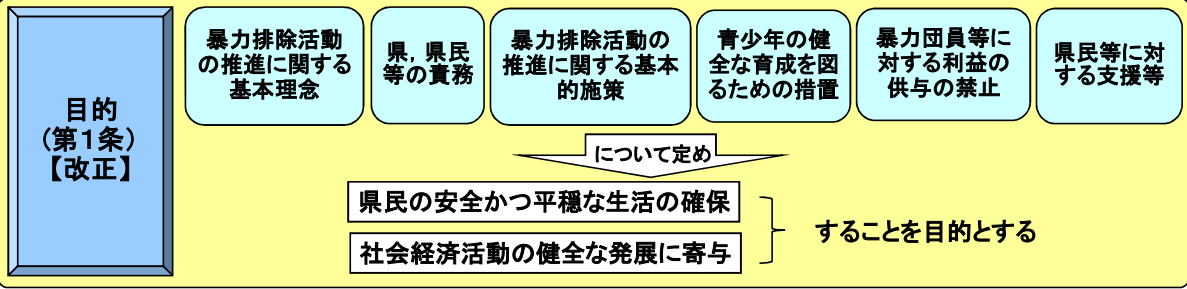 目的
(第1条)
【改正】
暴力排除活動
の推進に関する
基本理念
県，県民
等の責務
暴力排除活動の
推進に関する基本
的施策
青少年の健
全な育成を図
るための措置
暴力団員等に
対する利益の
供与の禁止
県民等に対
する支援等
について定め
県民の安全かつ平穏な生活の確保
社会経済活動の健全な発展に寄与
することを目的とする